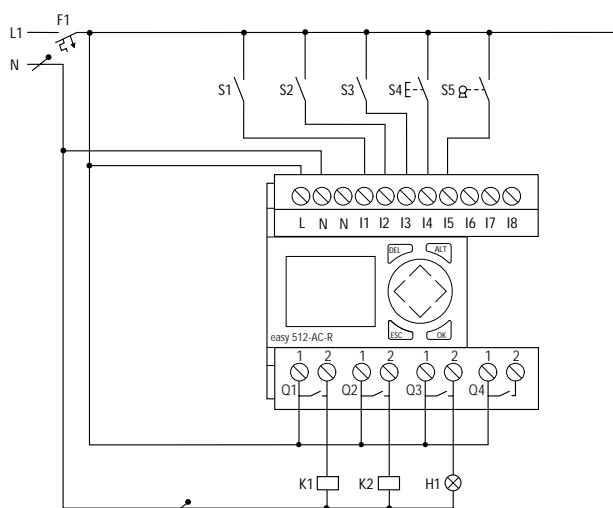 L1 F1
N
S1 S2 S3 S4 S5
L N N I1 I2 I3 I4 I5 I6 I7 I8
DEL ALT
ESC OK
easy 512-AC-R
1 2 1 2 1 2 1 2
Q1 Q2 Q3 Q4
K1 K2 H1